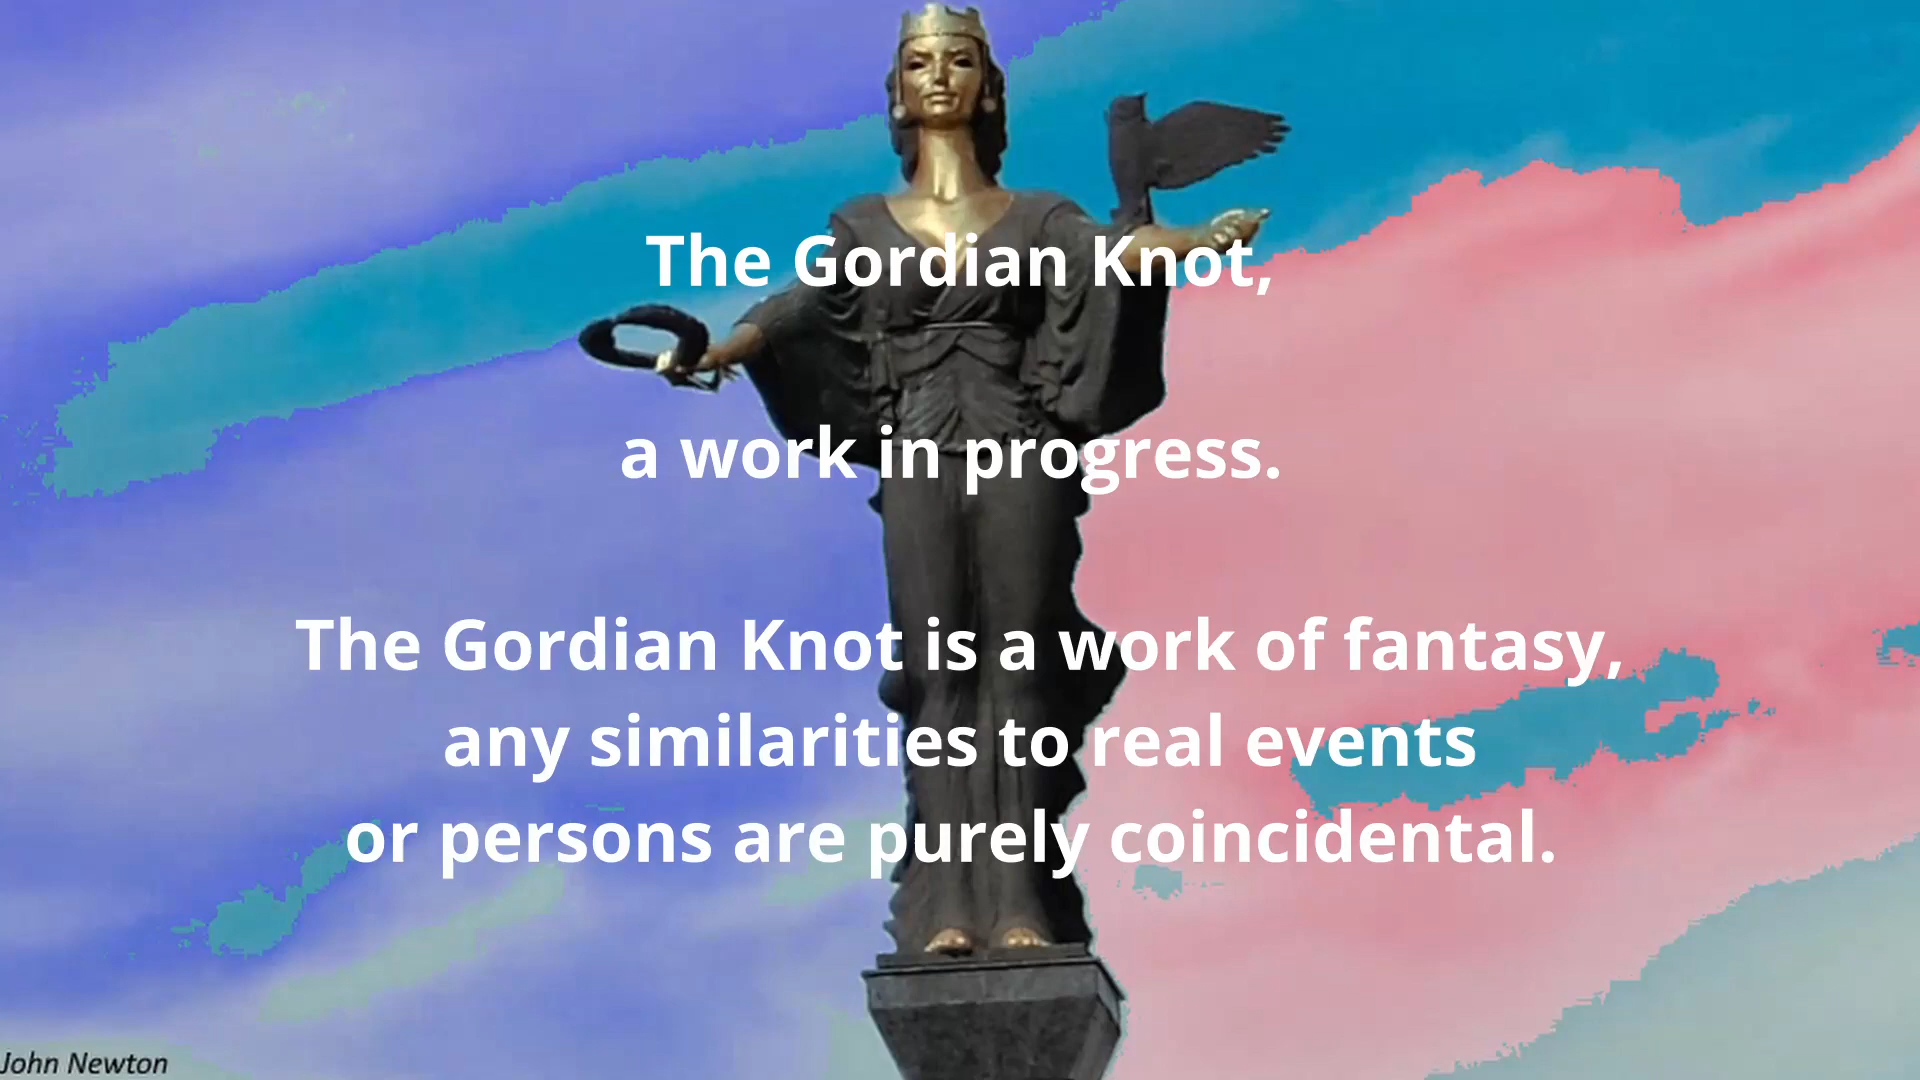 The Gordian Knot,
a work in progress.
The Gordian Knot is a work of fantasy,
any similarities to real events
or persons are purely coincidental.
John Newton